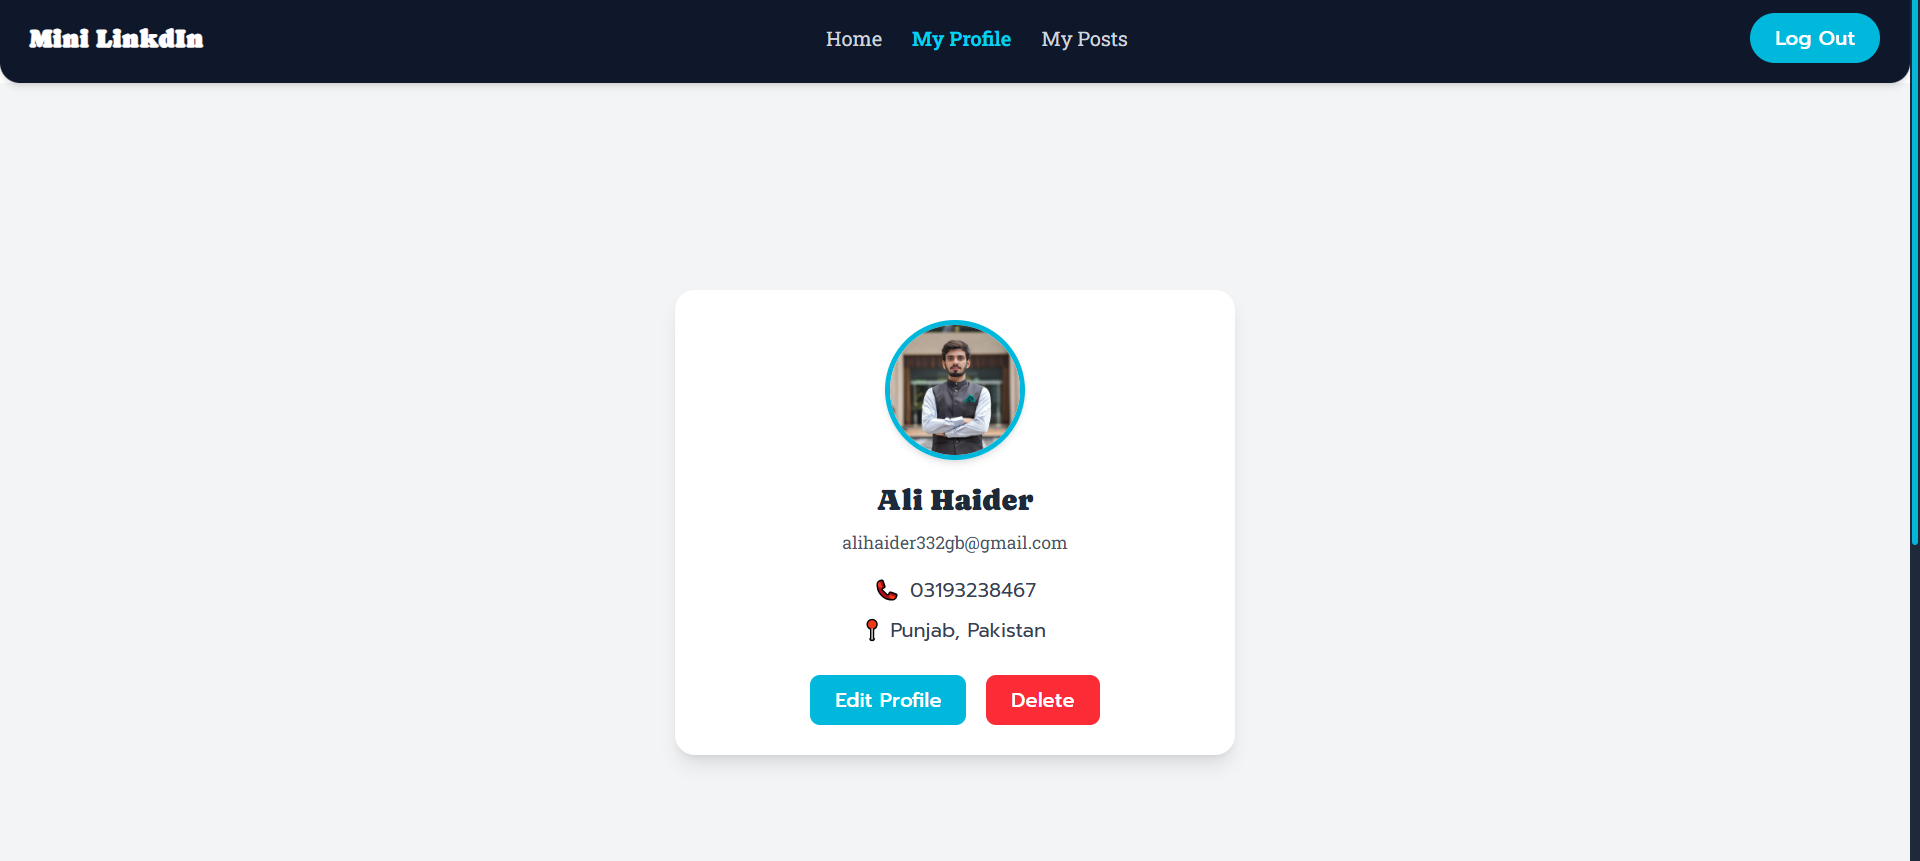 Mini LinkdIn
Home My Profile My Posts
Log Out
Ali Haider
alihaider332gb@gmail.com
03193238467
Punjab, Pakistan
Edit Profile Delete